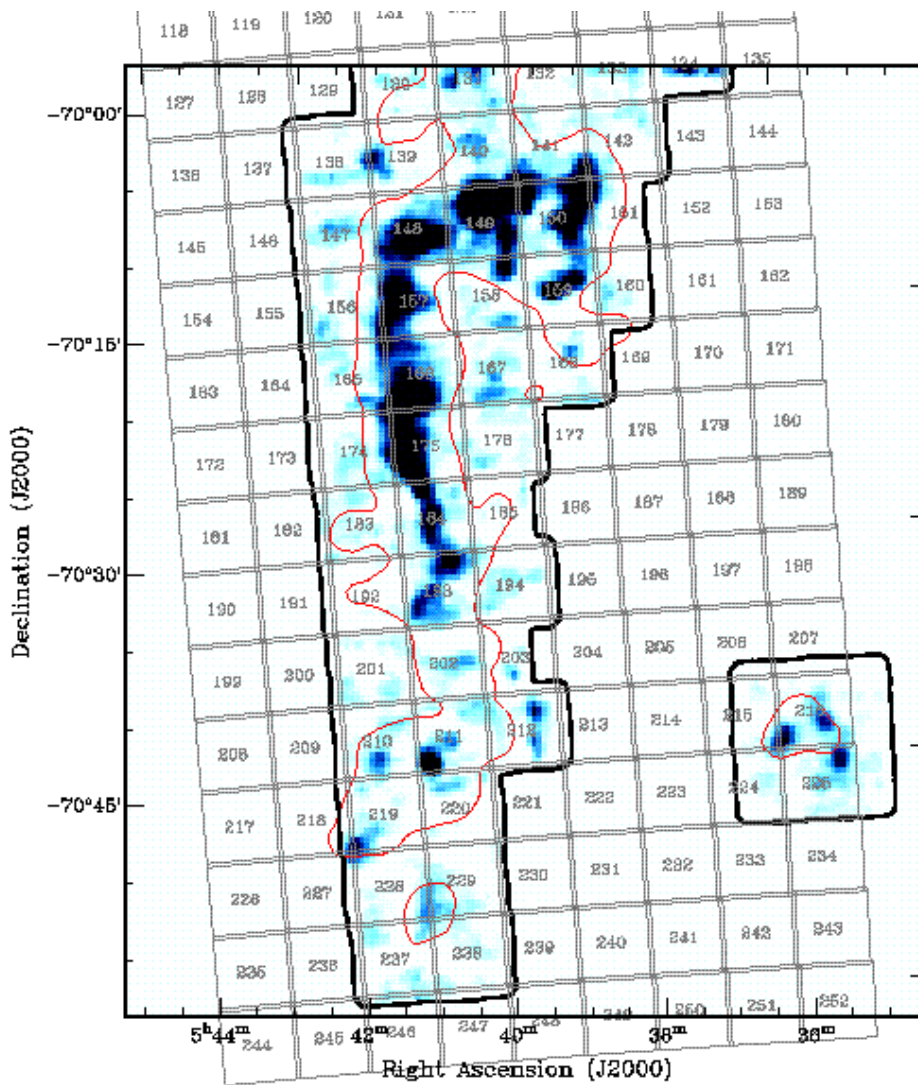 118 119 120 121
127 128 129 130 131 132 133 134 135
-70°00'
136 137 138 139 140 141 142 143 144
145 146 147 148 149 150 151 152 153
154 155 156 157 158 159 160 161 162
-70°15'
163 164 165 166 167 168 169 170 171
172 173 174 175 176 177 178 179 180
Declination (J2000)
181 182 183 184 185 186 187 188 189
-70°30'
190 191 192 193 194 195 196 197 198
199 200 201 202 203 204 205 206 207
208 209 210 211 212 213 214 215 216
-70°45'
217 218 219 220 221 222 223 224 225
226 227 228 229 230 231 232 233 234
235 236 237 238 239 240 241 242 243
5ʰ44ᵐ 42ᵐ 40ᵐ 38ᵐ 36ᵐ
244 245 246 247 248 249 250 251 252
Right Ascension (J2000)